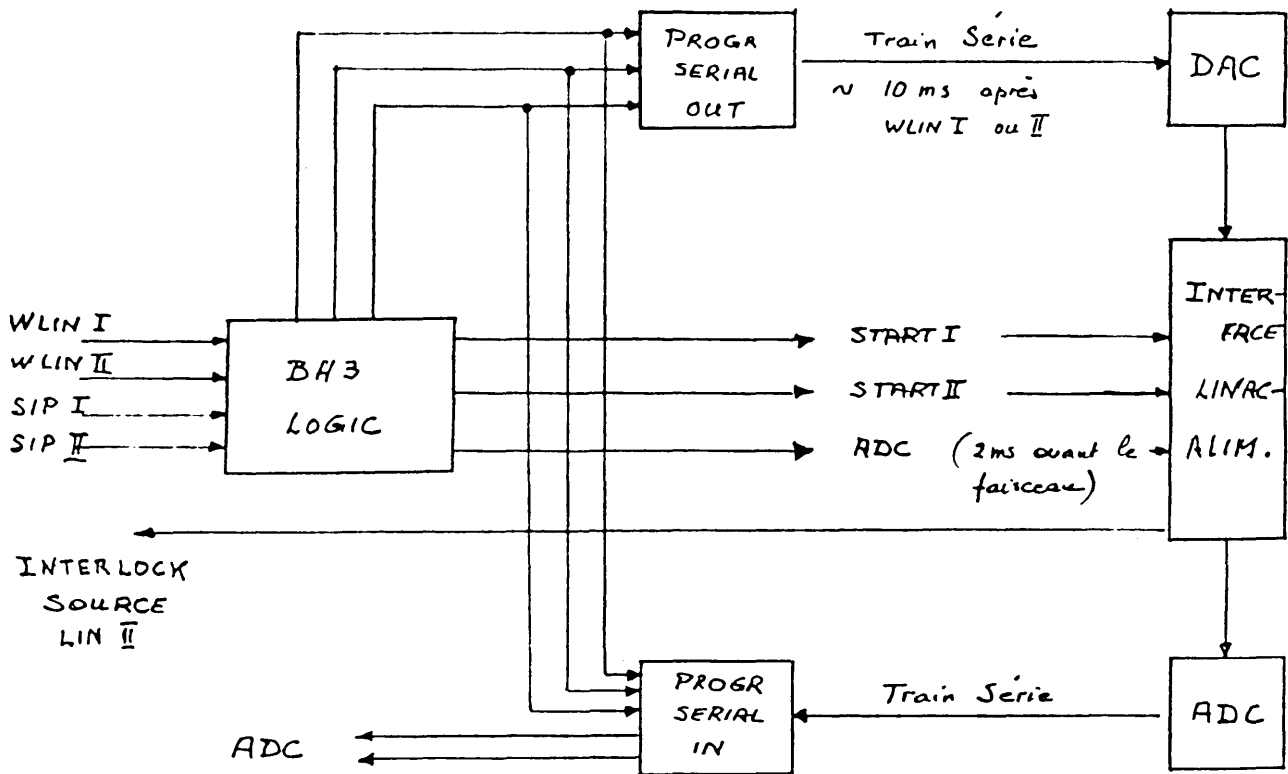 PROGR
SERIAL
OUT
Train Série
~ 10 ms après
WLIN I ou II
DAC
WLIN I
WLIN II
SIP I
SIP II
BH3
LOGIC
START I
START II
ADC (2ms avant le
faisceau)
INTER-
FACE
LINAC-
ALIM.
INTERLOCK
SOURCE
LIN II
PROGR
SERIAL
IN
Train Série
ADC
ADC